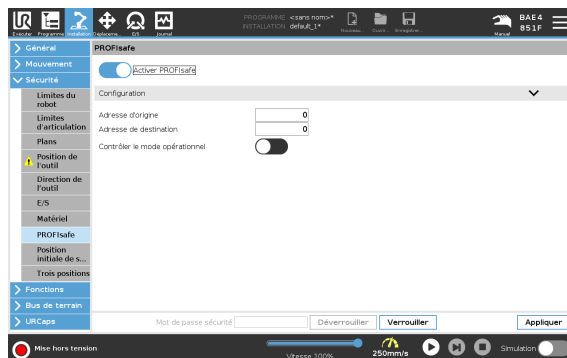 PROGRAMME <sans nom>*
INSTALLATION default_1*
Exécuter Programme Installation Déplaceme... E/S Journal
Nouveau... Ouvrir... Enregistrer...
Manuel
BAE4
851F
Général
Mouvement
Sécurité
Limites du
robot
Limites
d'articulation
Plans
Position de
l'outil
Direction de
l'outil
E/S
Matériel
PROFIsafe
Position
initiale de s...
Trois positions
Fonctions
Bus de terrain
URCaps
PROFIsafe
Activer PROFIsafe
Configuration
Adresse d'origine 0
Adresse de destination 0
Contrôler le mode opérationnel
Mot de passe sécurité Déverrouiller Verrouiller Appliquer
Mise hors tension
Vitesse 100%
250mm/s
Simulation